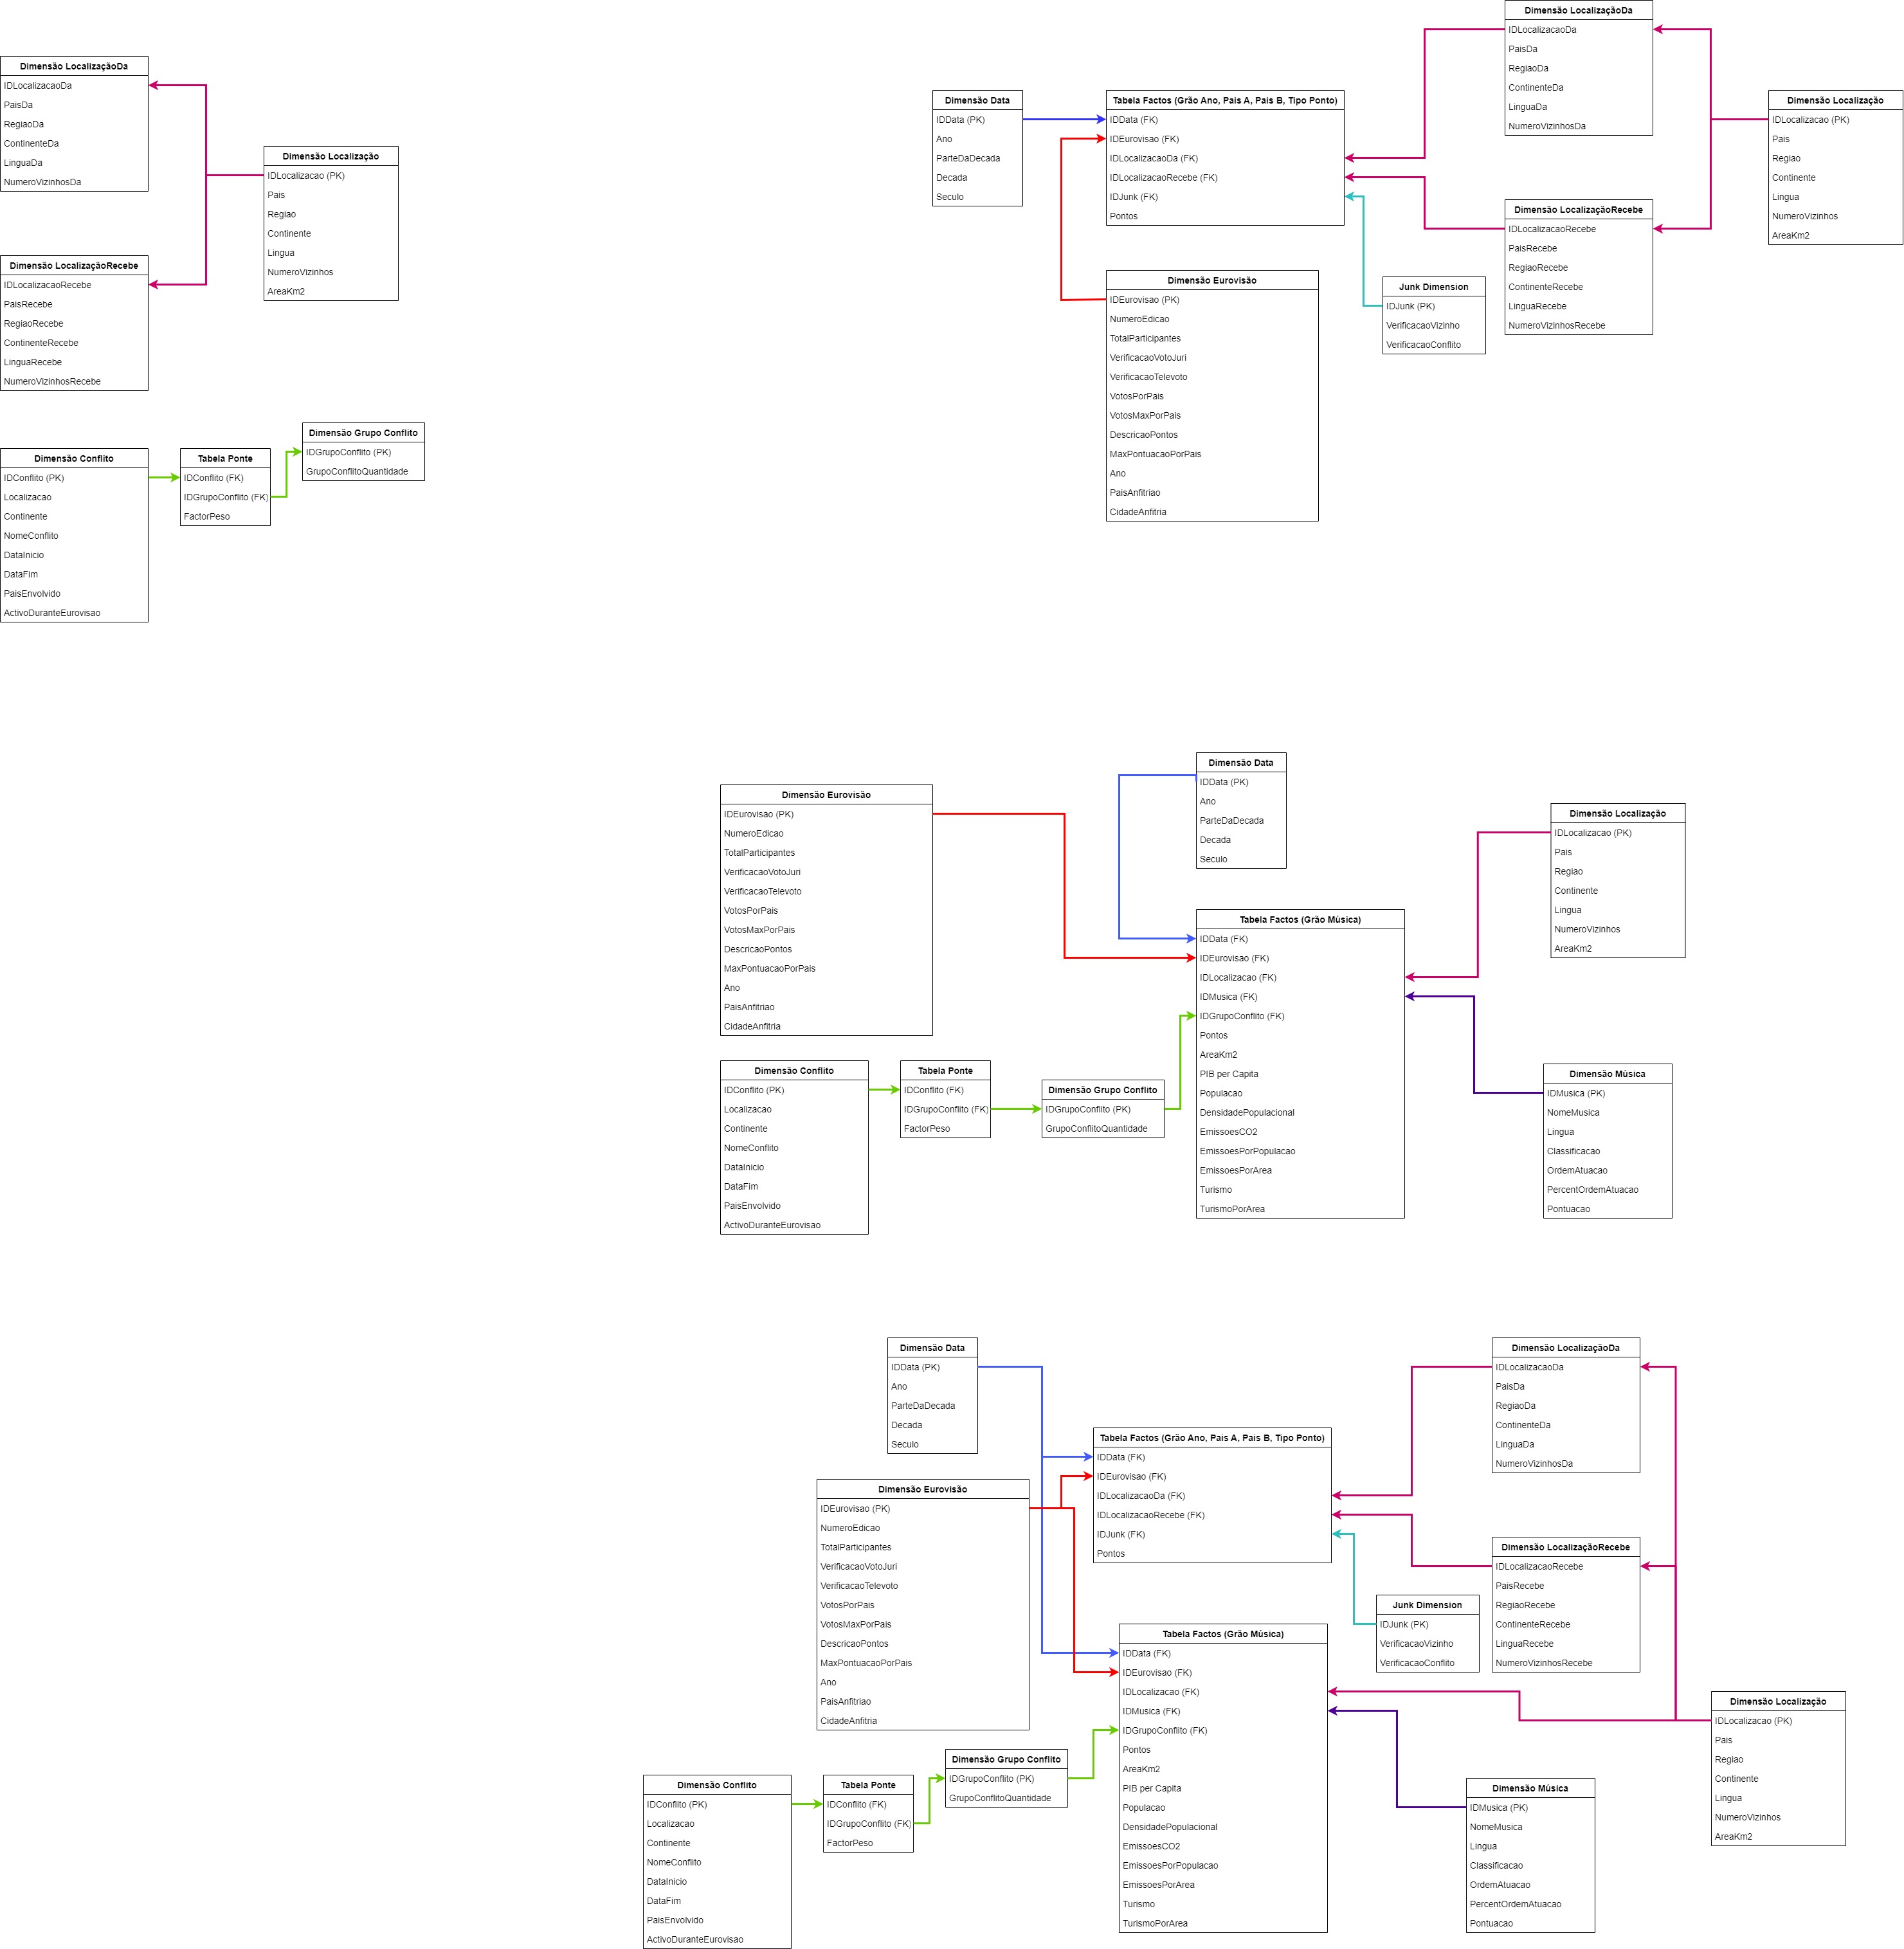 Dimensão LocalizaçãoDa
IDLocalizacaoDa
PaisDa
RegiaoDa
ContinenteDa
LinguaDa
NumeroVizinhosDa
Dimensão Localização
IDLocalizacao (PK)
Pais
Regiao
Continente
Lingua
NumeroVizinhos
AreaKm2
Dimensão LocalizaçãoRecebe
IDLocalizacaoRecebe
PaisRecebe
RegiaoRecebe
ContinenteRecebe
LinguaRecebe
NumeroVizinhosRecebe
Dimensão Conflito
IDConflito (PK)
Localizacao
Continente
NomeConflito
DataInicio
DataFim
PaisEnvolvido
ActivoDuranteEurovisao
Tabela Ponte
IDConflito (FK)
IDGrupoConflito (FK)
FactorPeso
Dimensão Grupo Conflito
IDGrupoConflito (PK)
GrupoConflitoQuantidade
Dimensão Data
IDData (PK)
Ano
ParteDaDecada
Decada
Seculo
Tabela Factos (Grão Ano, Pais A, Pais B, Tipo Ponto)
IDData (FK)
IDEurovisao (FK)
IDLocalizacaoDa (FK)
IDLocalizacaoRecebe (FK)
IDJunk (FK)
Pontos
Dimensão Eurovisão
IDEurovisao (PK)
NumeroEdicao
TotalParticipantes
VerificacaoVotoJuri
VerificacaoTelevoto
VotosPorPais
VotosMaxPorPais
DescricaoPontos
MaxPontuacaoPorPais
Ano
PaisAnfitriao
CidadeAnfitria
Junk Dimension
IDJunk (PK)
VerificacaoVizinho
VerificacaoConflito
Dimensão LocalizaçãoDa
IDLocalizacaoDa
PaisDa
RegiaoDa
ContinenteDa
LinguaDa
NumeroVizinhosDa
Dimensão LocalizaçãoRecebe
IDLocalizacaoRecebe
PaisRecebe
RegiaoRecebe
ContinenteRecebe
LinguaRecebe
NumeroVizinhosRecebe
Dimensão Localização
IDLocalizacao (PK)
Pais
Regiao
Continente
Lingua
NumeroVizinhos
AreaKm2
Dimensão Eurovisão
IDEurovisao (PK)
NumeroEdicao
TotalParticipantes
VerificacaoVotoJuri
VerificacaoTelevoto
VotosPorPais
VotosMaxPorPais
DescricaoPontos
MaxPontuacaoPorPais
Ano
PaisAnfitriao
CidadeAnfitria
Dimensão Data
IDData (PK)
Ano
ParteDaDecada
Decada
Seculo
Dimensão Localização
IDLocalizacao (PK)
Pais
Regiao
Continente
Lingua
NumeroVizinhos
AreaKm2
Tabela Factos (Grão Música)
IDData (FK)
IDEurovisao (FK)
IDLocalizacao (FK)
IDMusica (FK)
IDGrupoConflito (FK)
Pontos
AreaKm2
PIB per Capita
Populacao
DensidadePopulacional
EmissoesCO2
EmissoesPorPopulacao
EmissoesPorArea
Turismo
TurismoPorArea
Dimensão Conflito
IDConflito (PK)
Localizacao
Continente
NomeConflito
DataInicio
DataFim
PaisEnvolvido
ActivoDuranteEurovisao
Tabela Ponte
IDConflito (FK)
IDGrupoConflito (FK)
FactorPeso
Dimensão Grupo Conflito
IDGrupoConflito (PK)
GrupoConflitoQuantidade
Dimensão Música
IDMusica (PK)
NomeMusica
Lingua
Classificacao
OrdemAtuacao
PercentOrdemAtuacao
Pontuacao
Dimensão Data
IDData (PK)
Ano
ParteDaDecada
Decada
Seculo
Tabela Factos (Grão Ano, Pais A, Pais B, Tipo Ponto)
IDData (FK)
IDEurovisao (FK)
IDLocalizacaoDa (FK)
IDLocalizacaoRecebe (FK)
IDJunk (FK)
Pontos
Dimensão LocalizaçãoDa
IDLocalizacaoDa
PaisDa
RegiaoDa
ContinenteDa
LinguaDa
NumeroVizinhosDa
Dimensão Eurovisão
IDEurovisao (PK)
NumeroEdicao
TotalParticipantes
VerificacaoVotoJuri
VerificacaoTelevoto
VotosPorPais
VotosMaxPorPais
DescricaoPontos
MaxPontuacaoPorPais
Ano
PaisAnfitriao
CidadeAnfitria
Dimensão LocalizaçãoRecebe
IDLocalizacaoRecebe
PaisRecebe
RegiaoRecebe
ContinenteRecebe
LinguaRecebe
NumeroVizinhosRecebe
Junk Dimension
IDJunk (PK)
VerificacaoVizinho
VerificacaoConflito
Tabela Factos (Grão Música)
IDData (FK)
IDEurovisao (FK)
IDLocalizacao (FK)
IDMusica (FK)
IDGrupoConflito (FK)
Pontos
AreaKm2
PIB per Capita
Populacao
DensidadePopulacional
EmissoesCO2
EmissoesPorPopulacao
EmissoesPorArea
Turismo
TurismoPorArea
Dimensão Localização
IDLocalizacao (PK)
Pais
Regiao
Continente
Lingua
NumeroVizinhos
AreaKm2
Dimensão Conflito
IDConflito (PK)
Localizacao
Continente
NomeConflito
DataInicio
DataFim
PaisEnvolvido
ActivoDuranteEurovisao
Tabela Ponte
IDConflito (FK)
IDGrupoConflito (FK)
FactorPeso
Dimensão Grupo Conflito
IDGrupoConflito (PK)
GrupoConflitoQuantidade
Dimensão Música
IDMusica (PK)
NomeMusica
Lingua
Classificacao
OrdemAtuacao
PercentOrdemAtuacao
Pontuacao